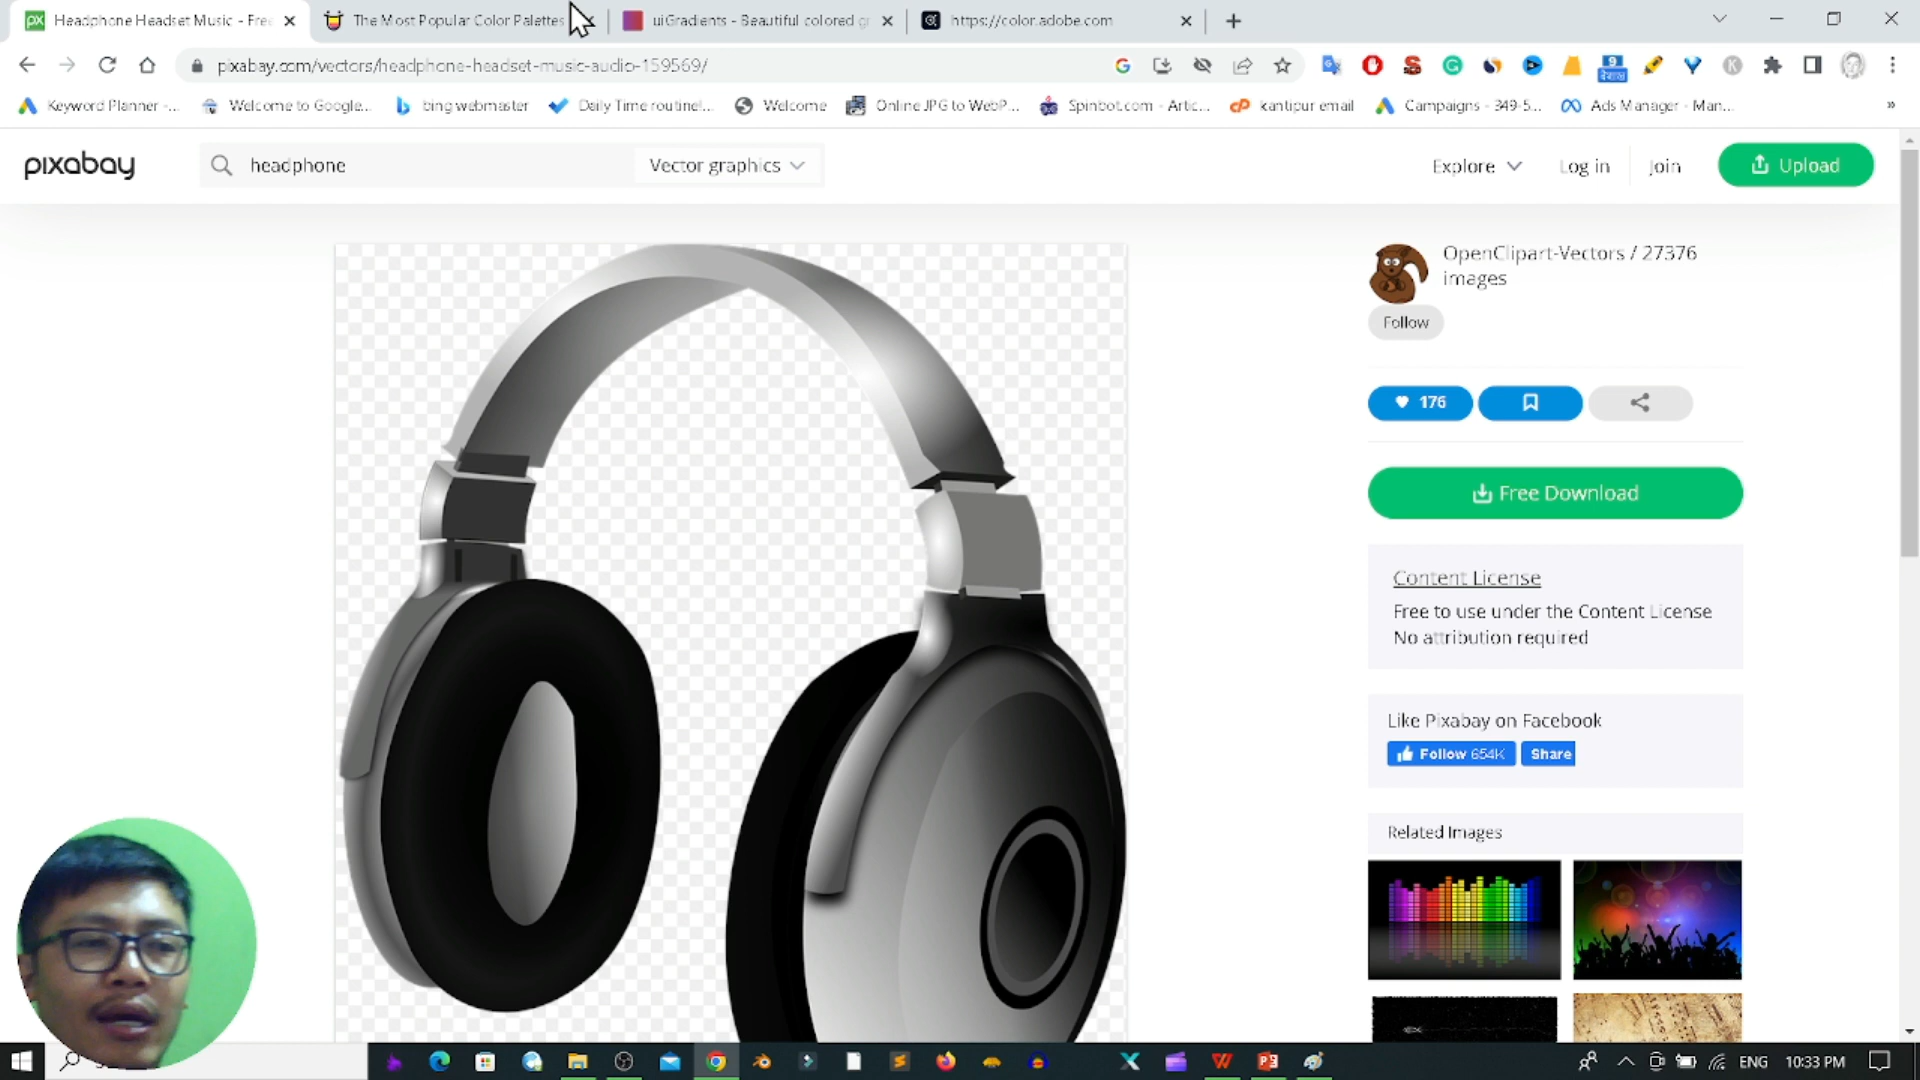 Headphone Headset Music - Free
The Most Popular Color Palettes
uiGradients - Beautiful colored gr
https://color.adobe.com
pixabay.com/vectors/headphone-headset-music-audio-159569/
Keyword Planner -...
Welcome to Google...
bing webmaster
Daily Time routine!...
Welcome
Online JPG to WebP...
Spinbot.com - Artic...
kantipur email
Campaigns - 349-5...
Ads Manager - Man...
pixabay
headphone
Vector graphics
Explore
Log in
Join
Upload
OpenClipart-Vectors / 27376
images
Follow
176
Free Download
Content License
Free to use under the Content License
No attribution required
Like Pixabay on Facebook
Follow 654K
Share
Related Images
ENG
10:33 PM